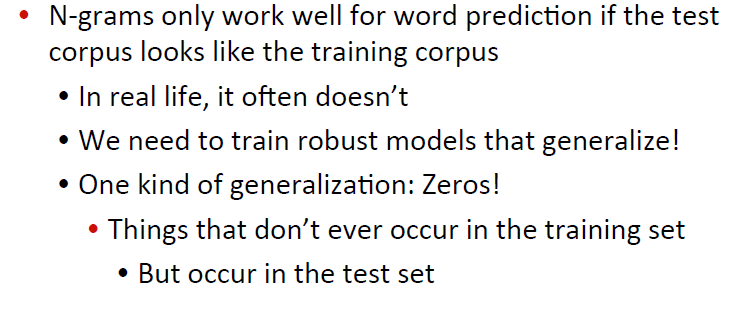 • N-grams only work well for word prediction if the test
corpus looks like the training corpus
• In real life, it often doesn't
• We need to train robust models that generalize!
• One kind of generalization: Zeros!
• Things that don't ever occur in the training set
• But occur in the test set